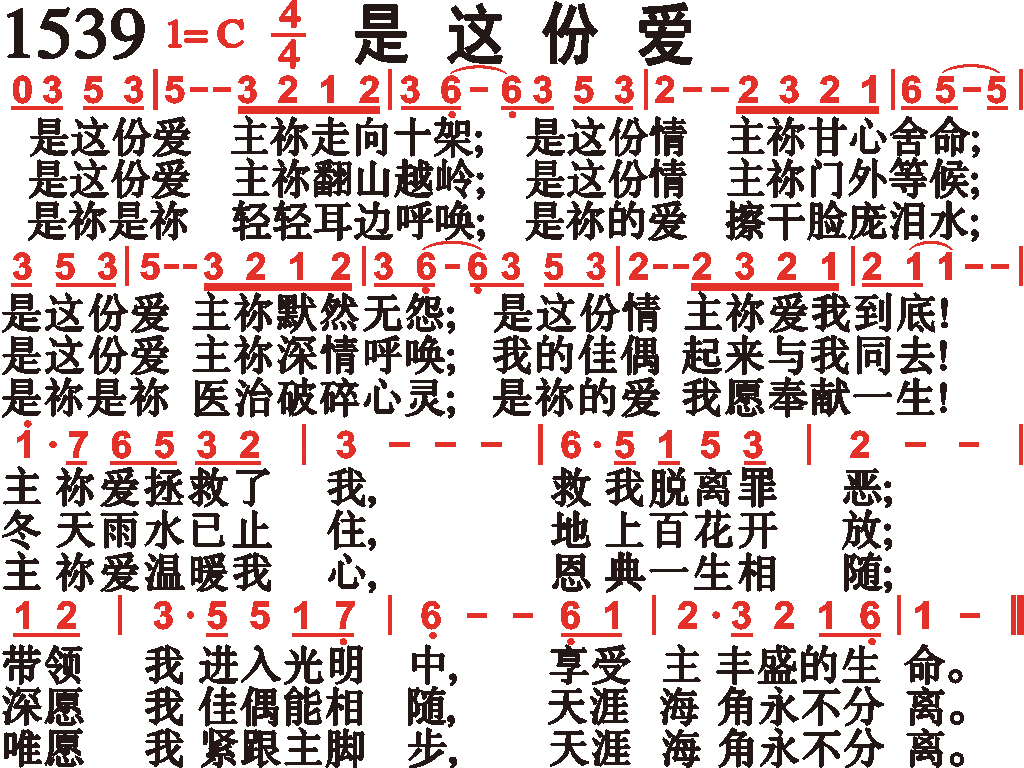 1539 1=C 4/4 是这份爱
0 3 5 3 | 5 - - 3 2 1 2 | 3 6 - 6 3 5 3 | 2 - - 2 3 2 1 | 6 5 - 5 |
是这份爱 主祢走向十架; 是这份情 主祢甘心舍命;
是这份爱 主祢翻山越岭; 是这份情 主祢门外等候;
是祢是祢 轻轻耳边呼唤; 是祢的爱 擦干脸庞泪水;
3 5 3 | 5 - - 3 2 1 2 | 3 6 - 6 3 5 3 | 2 - - 2 3 2 1 | 2 1 1 - - |
是这份爱 主祢默然无怨; 是这份情 主祢爱我到底!
是这份爱 主祢深情呼唤; 我的佳偶 起来与我同去!
是祢是祢 医治破碎心灵; 是祢的爱 我愿奉献一生!
1 · 7 6 5 3 2 | 3 - - - | 6 · 5 1 5 3 | 2 - - |
主祢爱拯救了 我, 救我脱离罪 恶;
冬天雨水已止 住, 地上百花开 放;
主祢爱温暖我 心, 恩典一生相 随;
1 2 | 3 · 5 5 1 7 | 6 - - 6 1 | 2 · 3 2 1 6 | 1 -
带领 我进入光明 中, 享受 主丰盛的生 命。
深愿 我佳偶能相 随, 天涯 海角永不分 离。
唯愿 我紧跟主脚 步, 天涯 海角永不分 离。